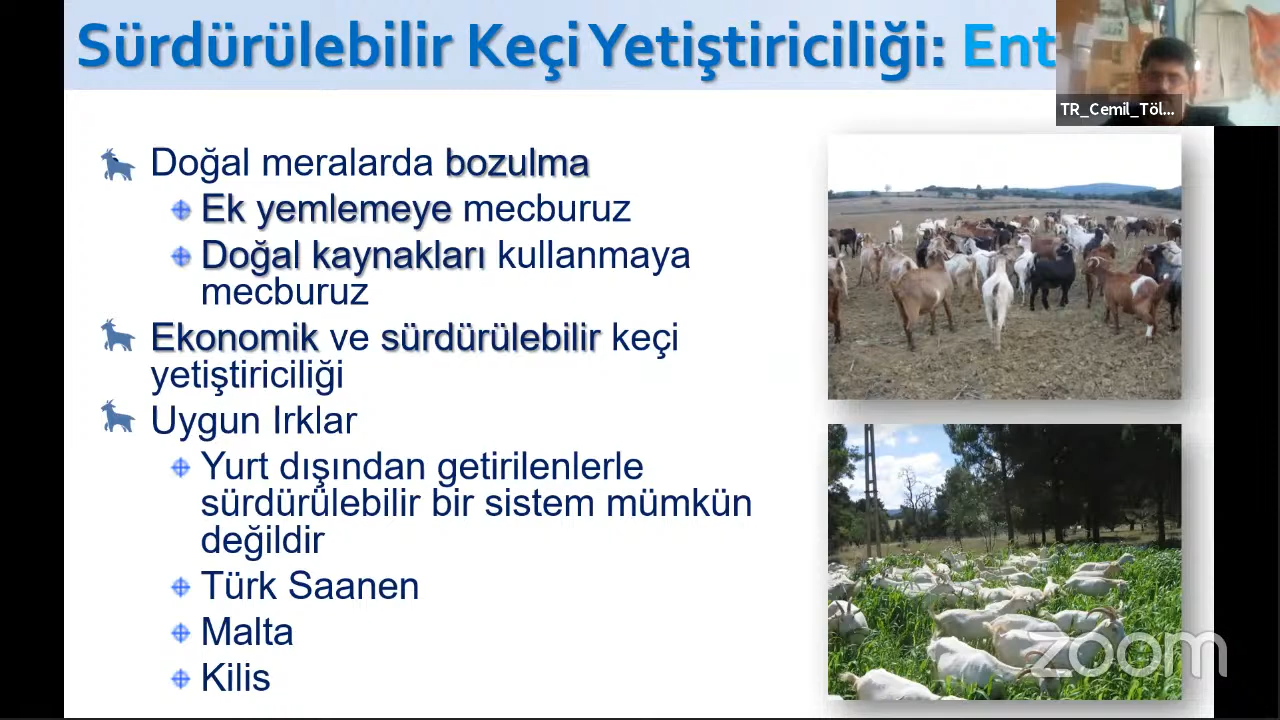 Sürdürülebilir Keçi Yetiştiriciliği: Ent
TR_Cemil_Töl...
Doğal meralarda bozulma
Ek yemlemeye mecburuz
Doğal kaynakları kullanmaya
mecburuz
Ekonomik ve sürdürülebilir keçi
yetiştiriciliği
Uygun Irklar
Yurt dışından getirilenlerle
sürdürülebilir bir sistem mümkün
değildir
Türk Saanen
Malta
Kilis
zoom